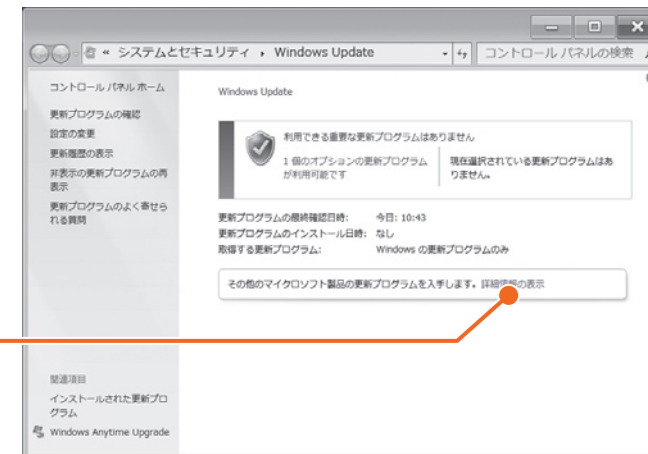 « システムとセキュリティ › Windows Update
コントロール パネルの検索
コントロール パネル ホーム
更新プログラムの確認
設定の変更
更新履歴の表示
非表示の更新プログラムの再
表示
更新プログラムのよく寄せら
れる質問
関連項目
インストールされた更新プロ
グラム
Windows Anytime Upgrade
Windows Update
利用できる重要な更新プログラムはありません
1 個のオプションの更新プログラム
が利用可能です
現在選択されている更新プログラムはあ
りません。
更新プログラムの最終確認日時: 今日: 10:43
更新プログラムのインストール日時: なし
取得する更新プログラム: Windows の更新プログラムのみ
その他のマイクロソフト製品の更新プログラムを入手します。詳細情報の表示